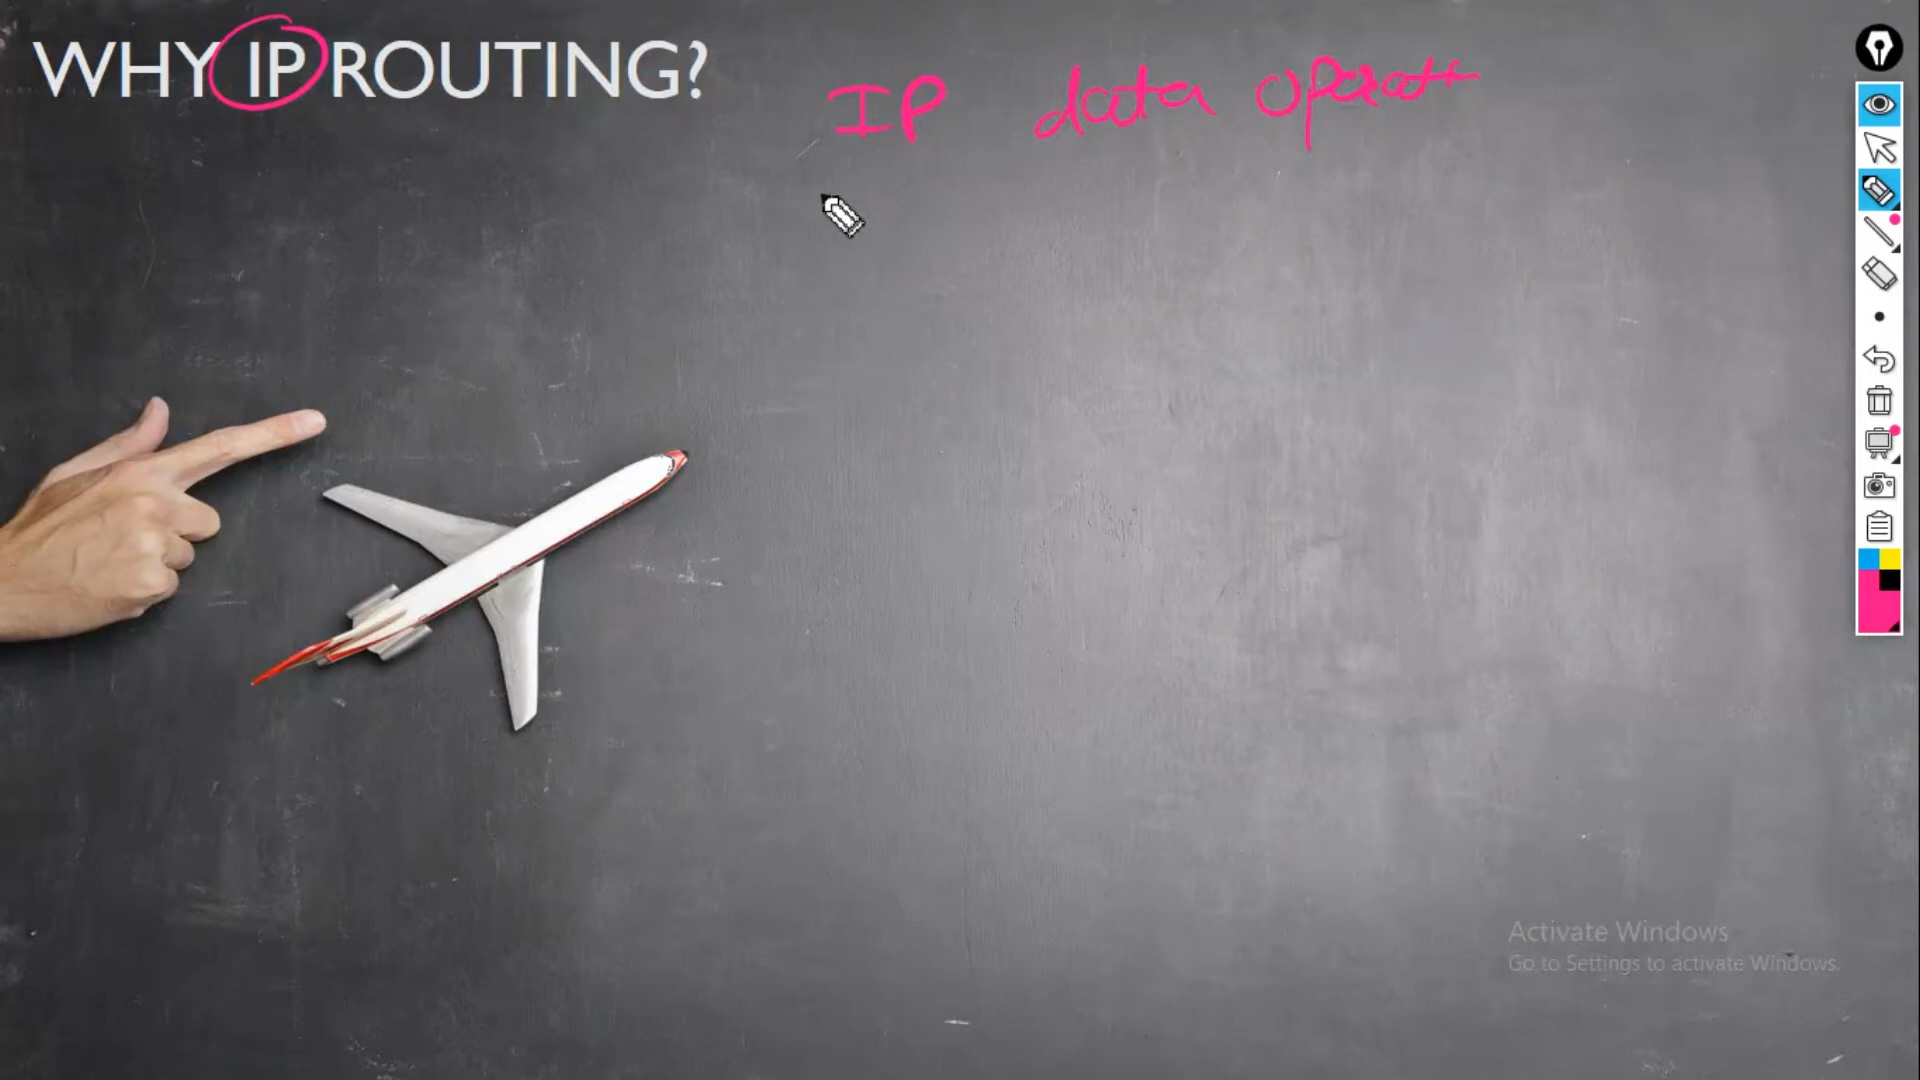 WHY IP ROUTING?
IP data
Activate Windows
Go to Settings to activate Windows.